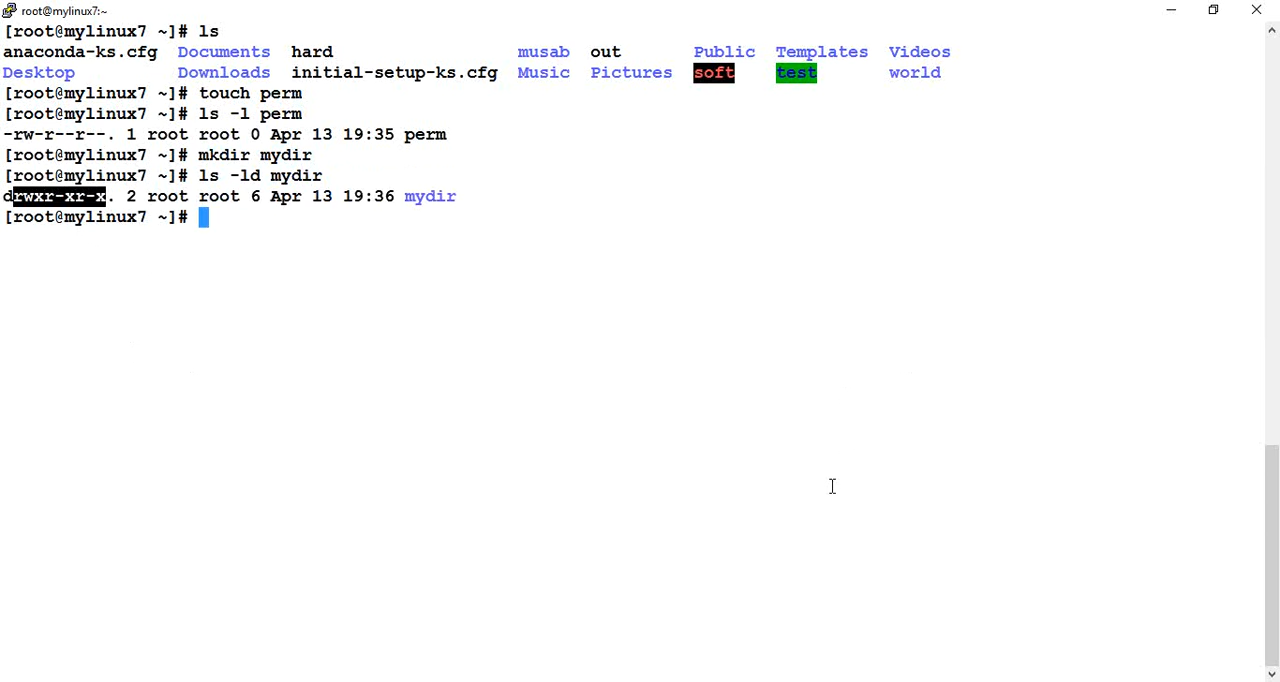 root@mylinux7:~
[root@mylinux7 ~]# ls
anaconda-ks.cfg  Documents  hard                  musab  out       Public  Templates  Videos
Desktop          Downloads  initial-setup-ks.cfg  Music  Pictures  soft    test       world
[root@mylinux7 ~]# touch perm
[root@mylinux7 ~]# ls -l perm
-rw-r--r--. 1 root root 0 Apr 13 19:35 perm
[root@mylinux7 ~]# mkdir mydir
[root@mylinux7 ~]# ls -ld mydir
drwxr-xr-x. 2 root root 6 Apr 13 19:36 mydir
[root@mylinux7 ~]#